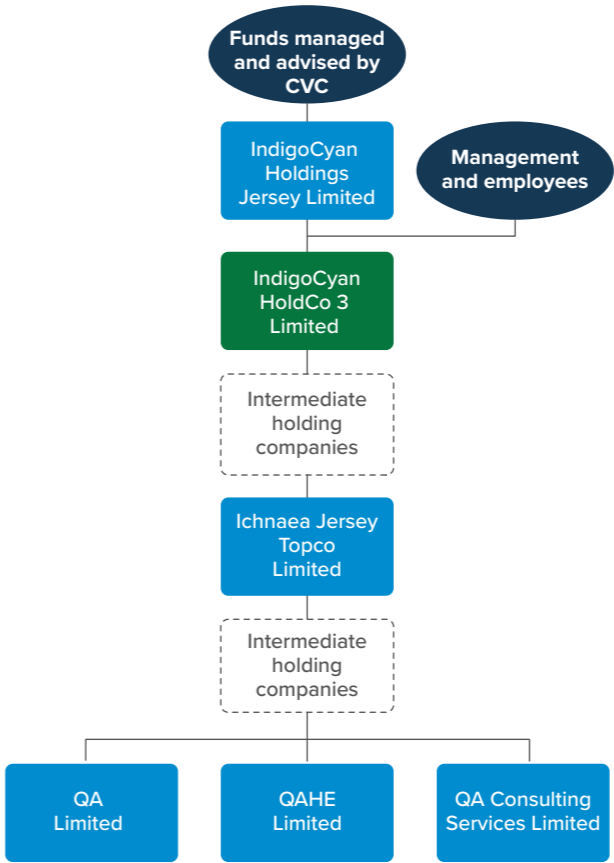 Funds managed
and advised by
CVC
IndigoCyan
Holdings
Jersey Limited
Management
and employees
IndigoCyan
HoldCo 3
Limited
Intermediate
holding
companies
Ichnaea Jersey
Topco
Limited
Intermediate
holding
companies
QA
Limited
QAHE
Limited
QA Consulting
Services Limited